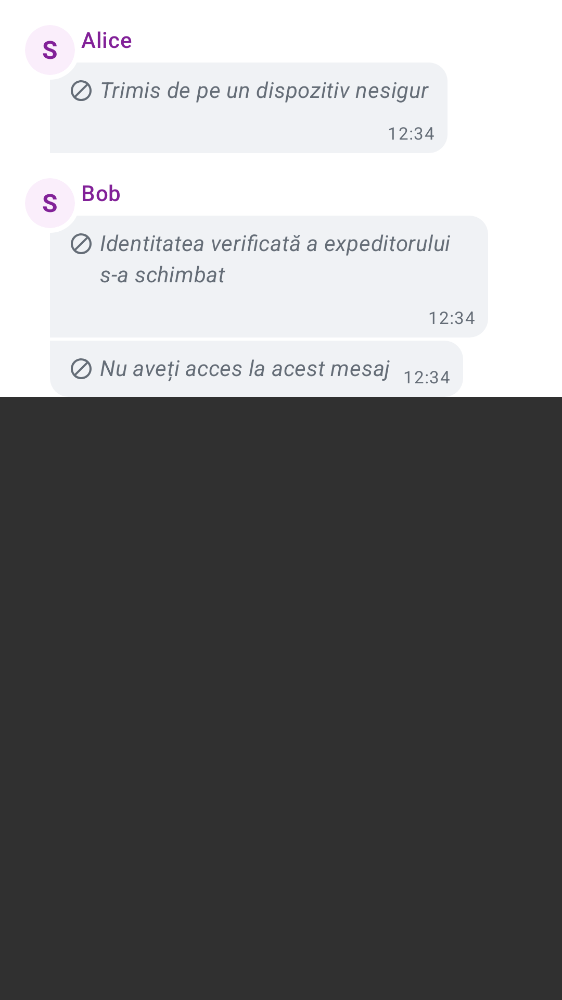 S Alice
Trimis de pe un dispozitiv nesigur
12:34
S Bob
Identitatea verificată a expeditorului
s-a schimbat
12:34
Nu aveți acces la acest mesaj 12:34